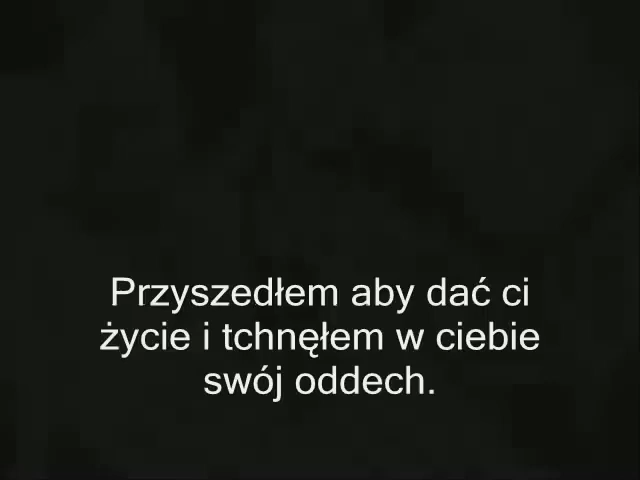 Przyszedłem aby dać ci
życie i tchnęłem w ciebie
swój oddech.